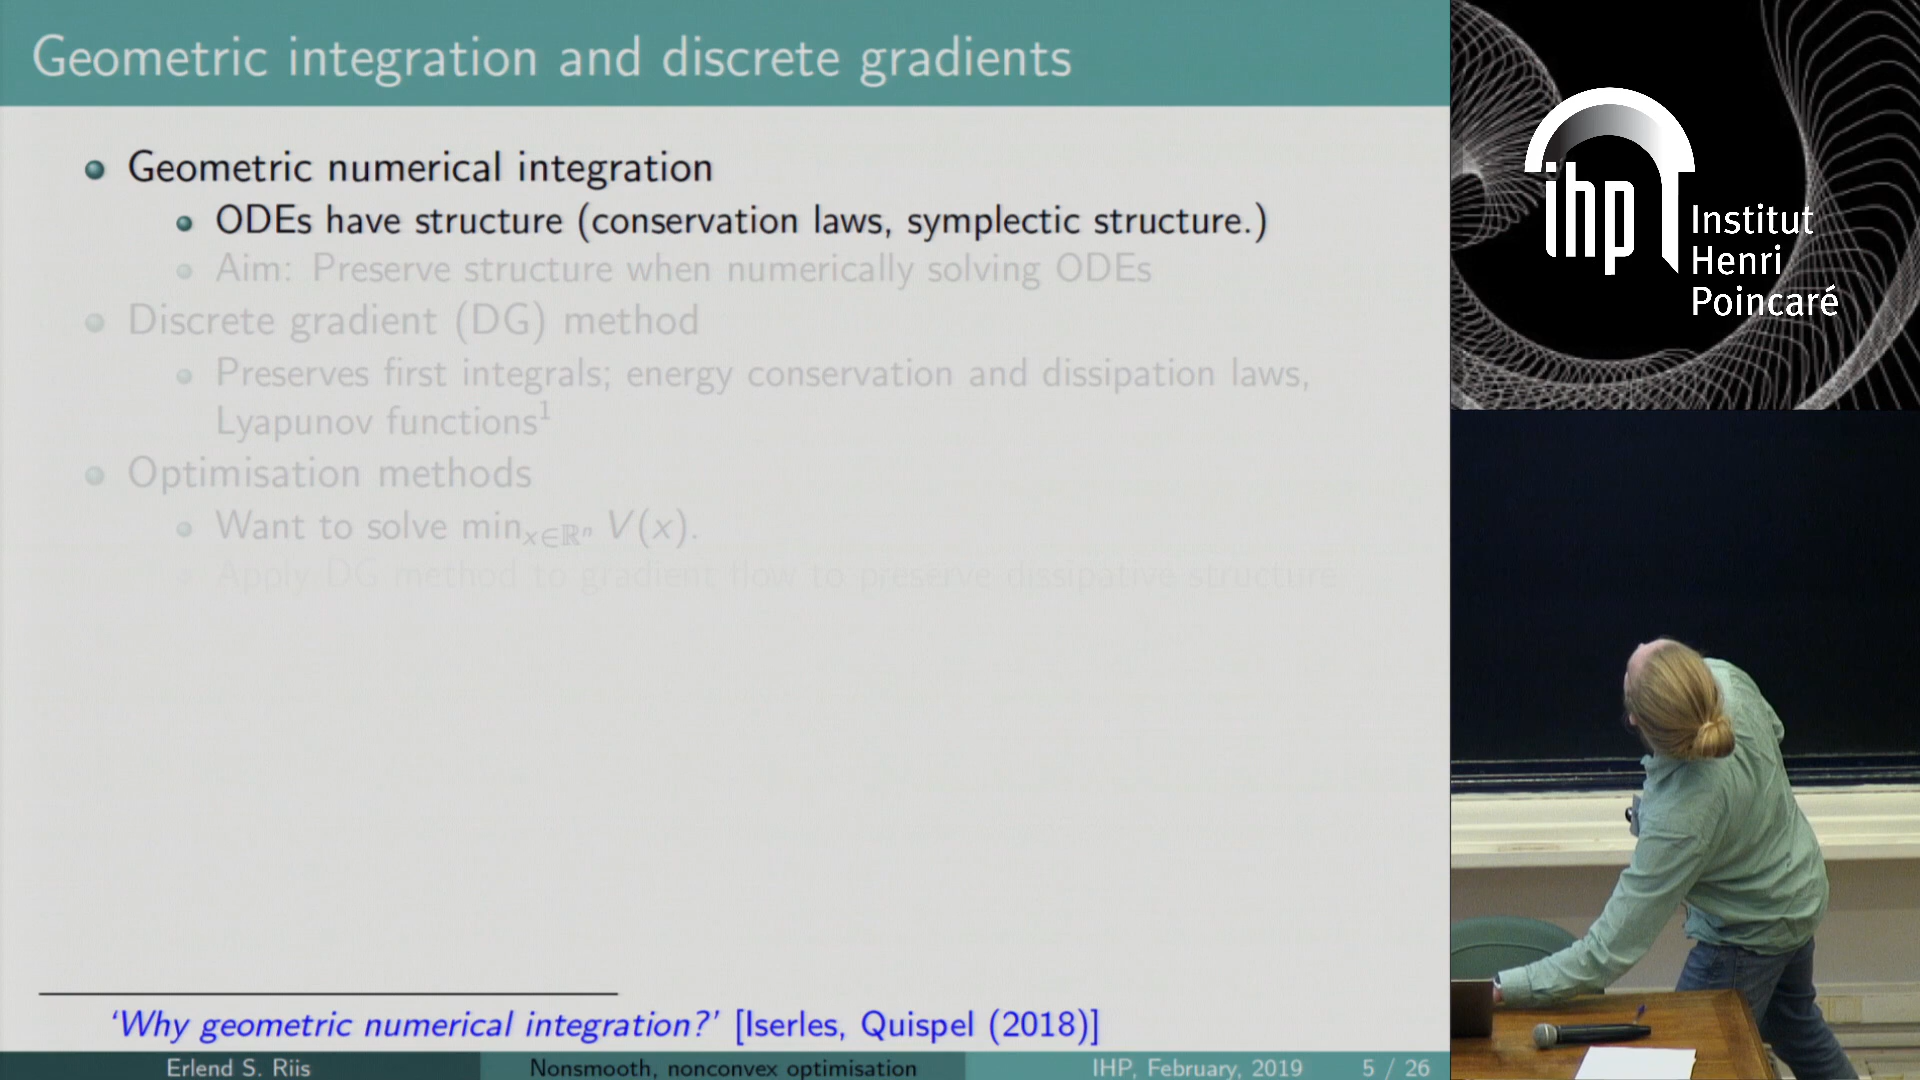 Geometric integration and discrete gradients
Geometric numerical integration
ODEs have structure (conservation laws, symplectic structure.)
Aim: Preserve structure when numerically solving ODEs
Discrete gradient (DG) method
Preserves first integrals; energy conservation and dissipation laws,
Lyapunov functions¹
Optimisation methods
Want to solve min_{x∈ℝⁿ} V(x).
Apply DG method to gradient flow to preserve dissipative structure
'Why geometric numerical integration?' [Iserles, Quispel (2018)]
Erlend S. Riis
Nonsmooth, nonconvex optimisation
IHP, February, 2019
5 / 26
ihp
Institut
Henri
Poincaré